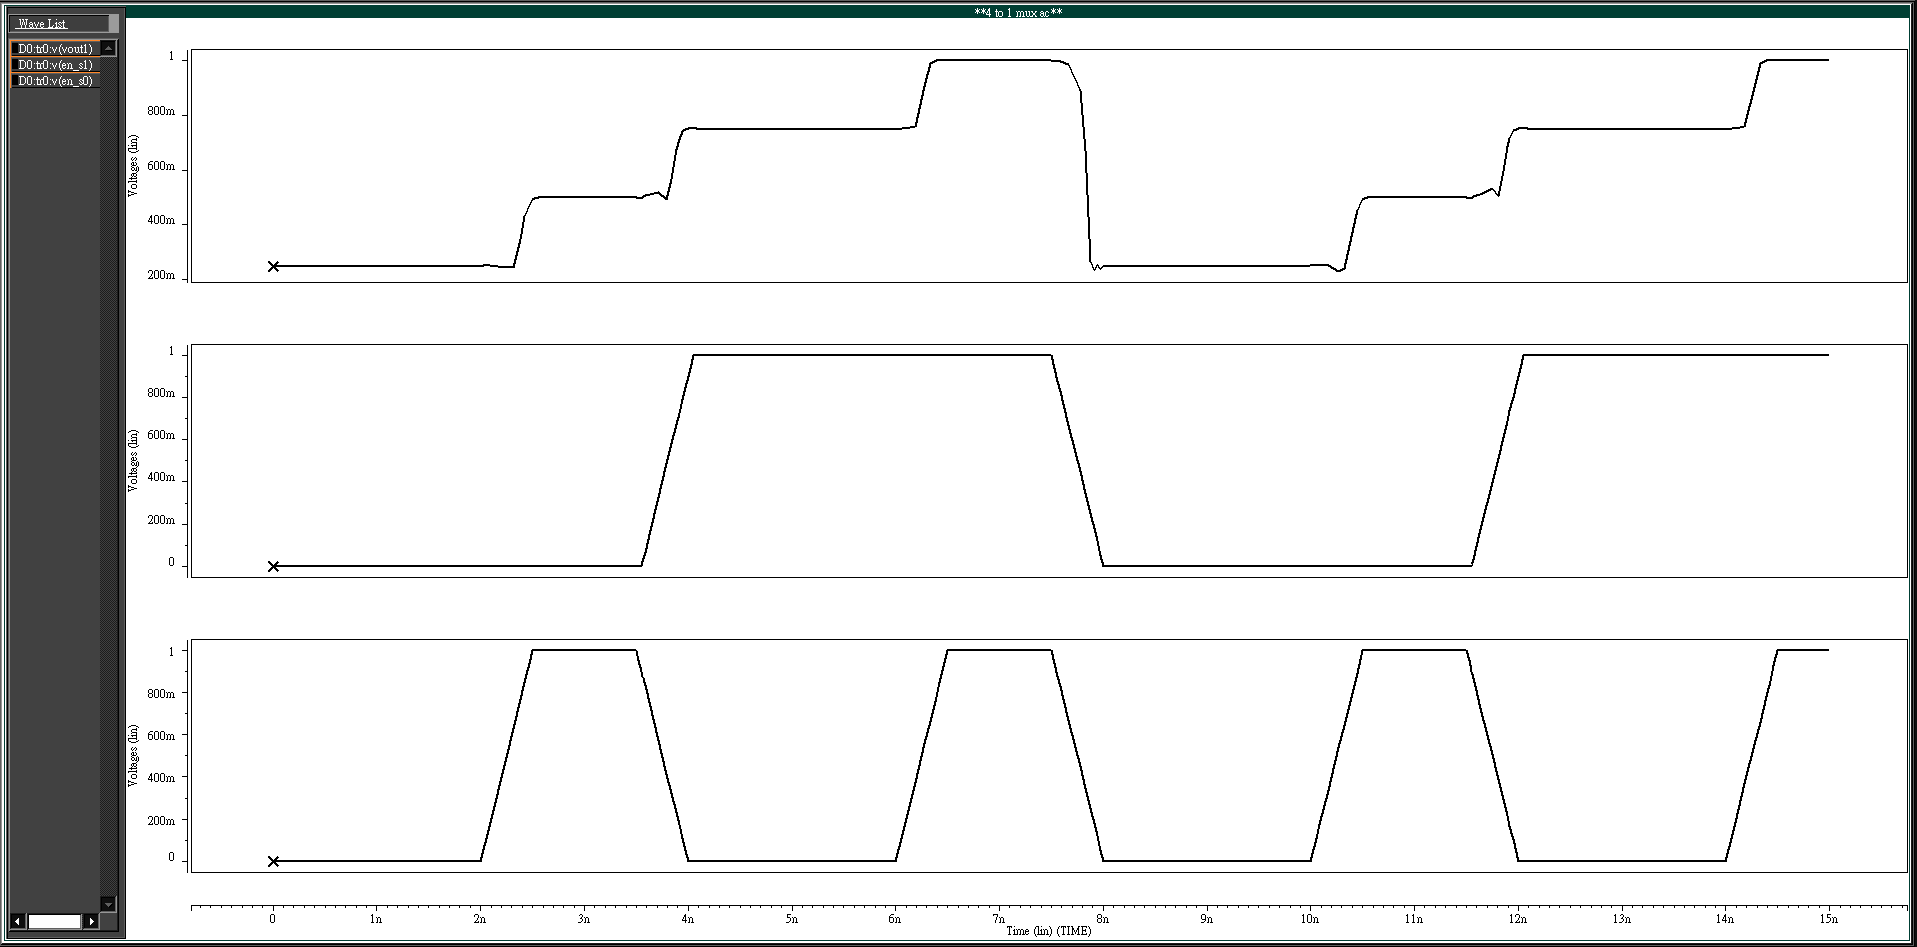 **4 to 1 mux ac**
Wave List
D0:tr0:v(vout1)
D0:tr0:v(en_s1)
D0:tr0:v(en_s0)
Voltages (lin)
1
800m
600m
400m
200m
Voltages (lin)
1
800m
600m
400m
200m
0
Voltages (lin)
1
800m
600m
400m
200m
0
0 1n 2n 3n 4n 5n 6n 7n 8n 9n 10n 11n 12n 13n 14n 15n
Time (lin) (TIME)